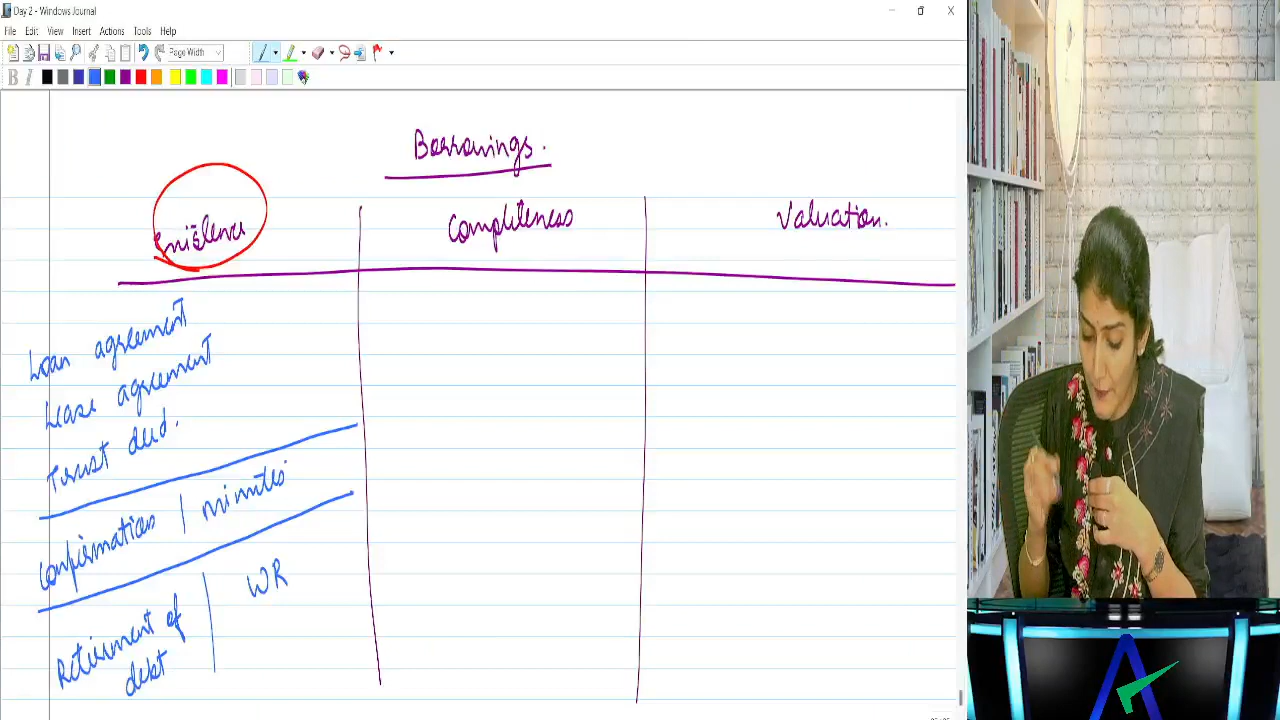 Day 2 - Windows Journal
File Edit View Insert Actions Tools Help
Page Width
B I
Borrowings.
Existence
Completeness
Valuation.
Loan agreement
Lease agreement
Trust deed.
Confirmations | minutes
Retirement of debt | WR